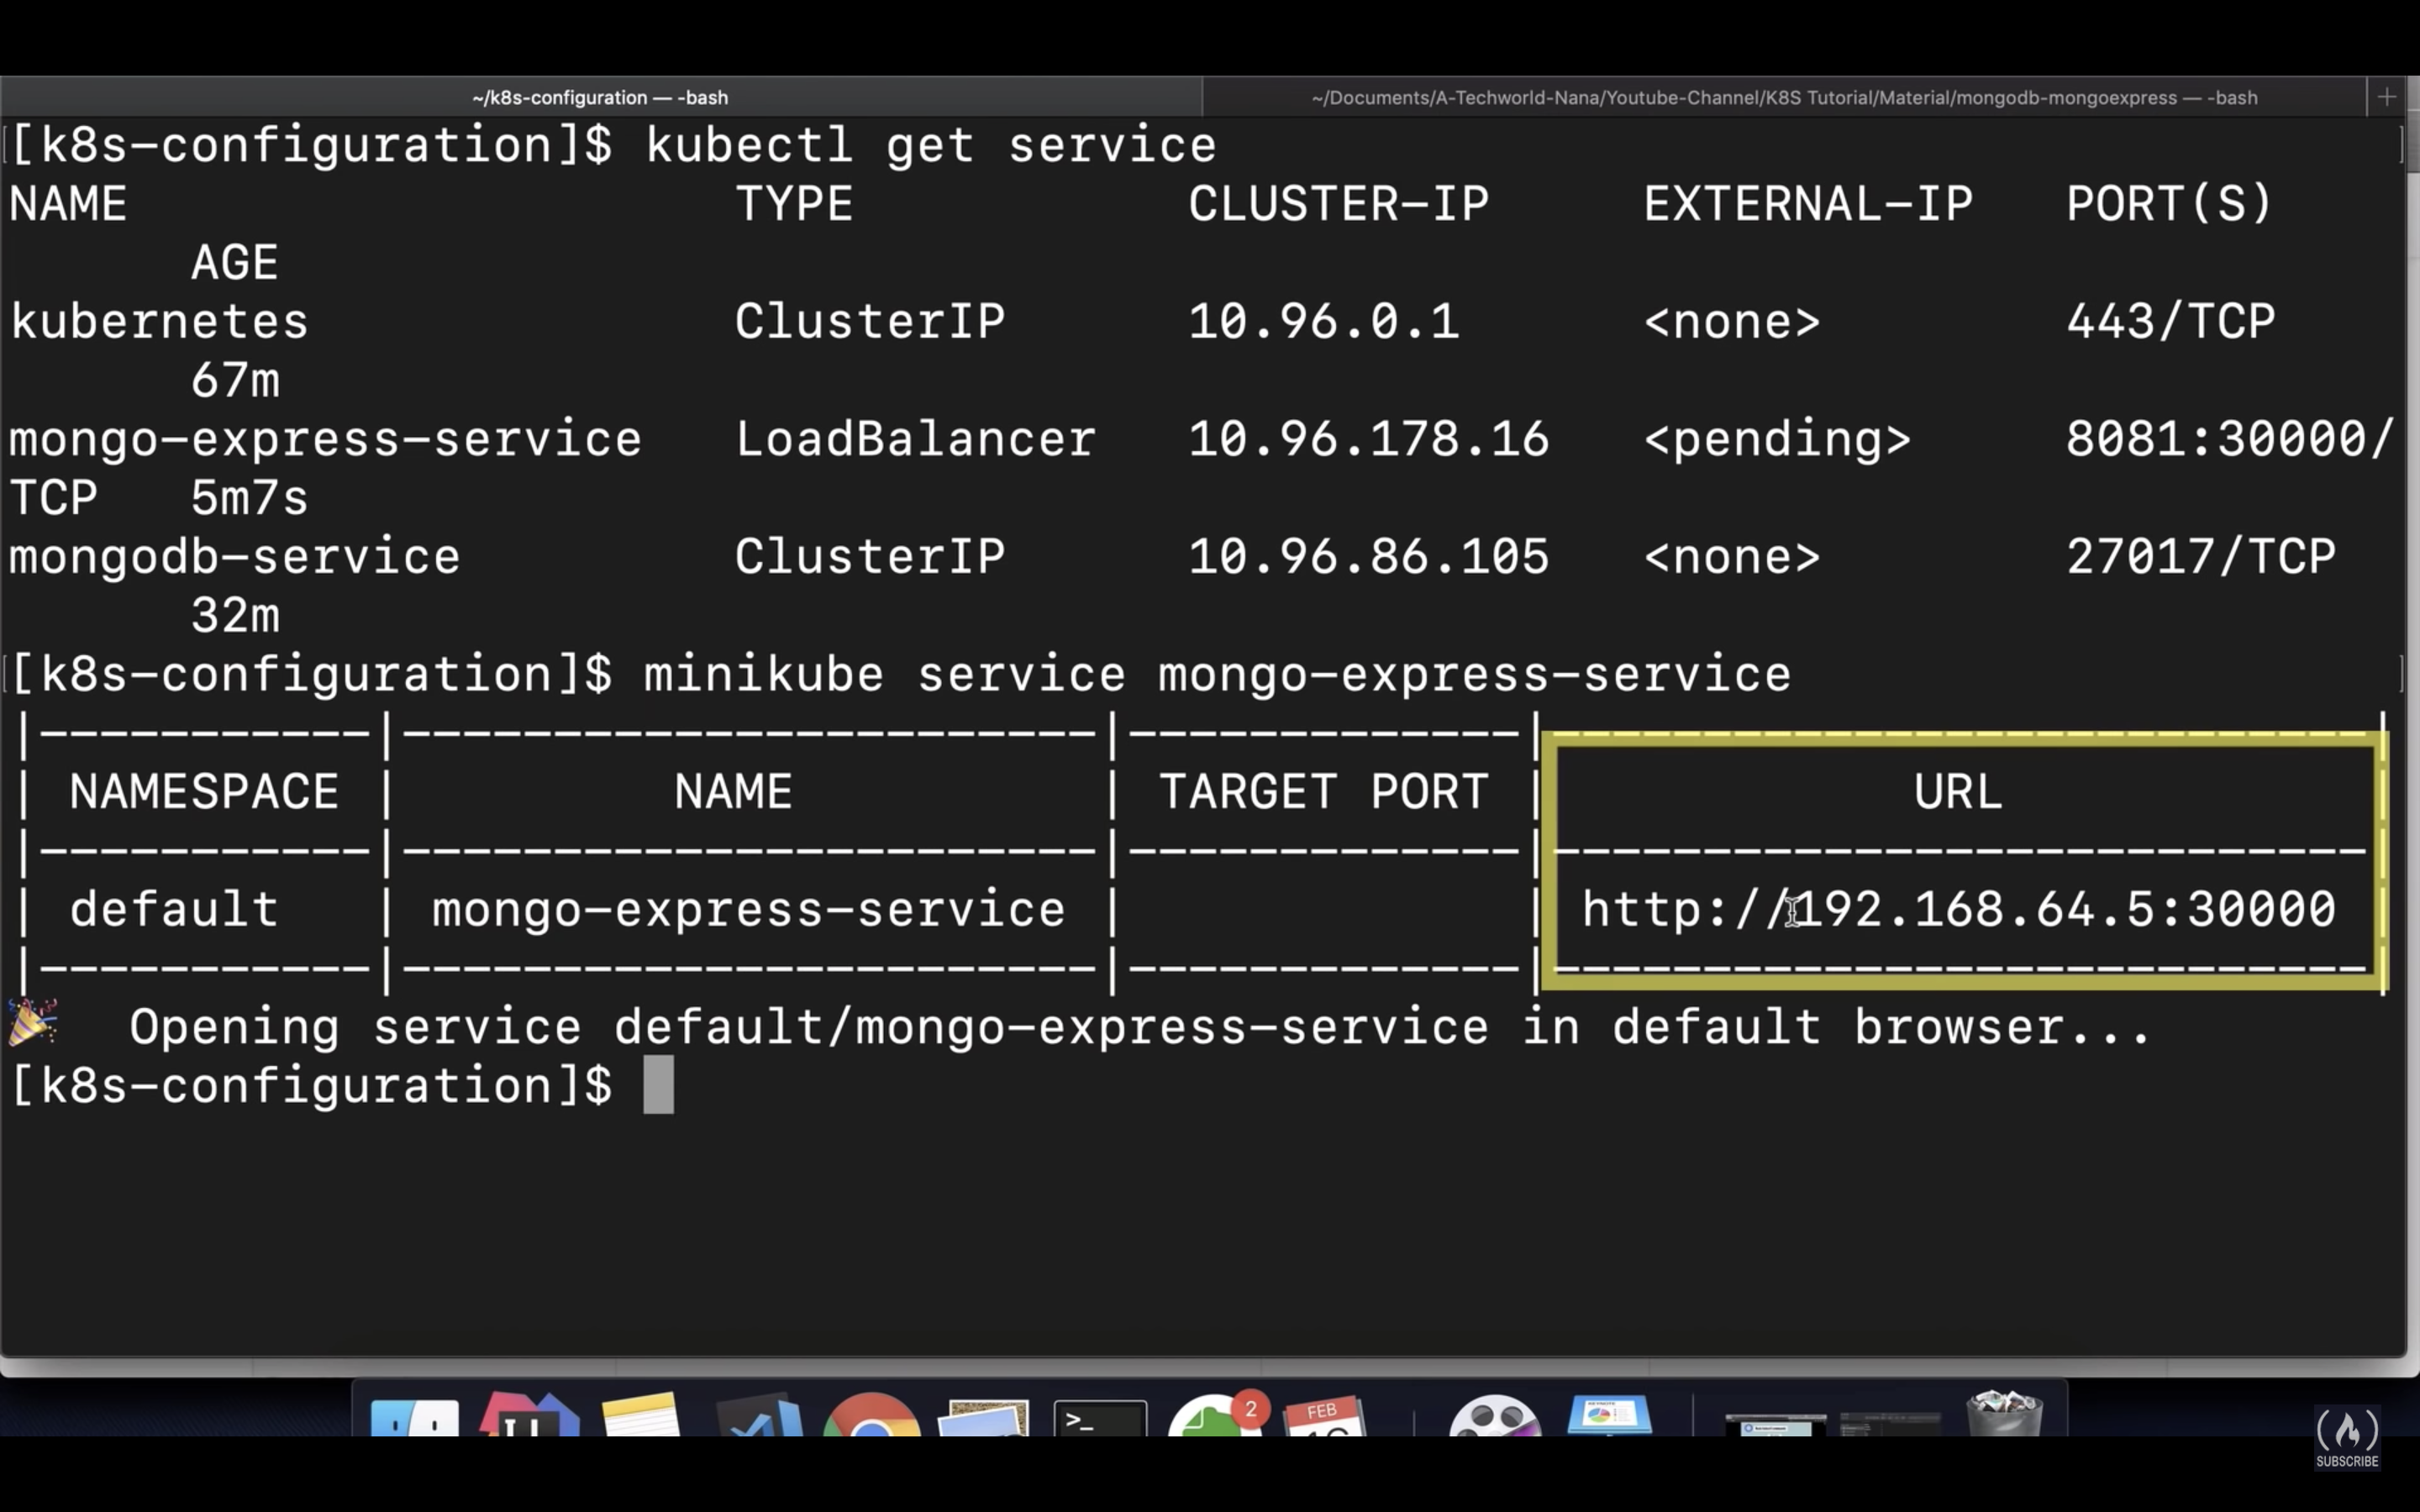 ~/k8s-configuration — -bash
~/Documents/A-Techworld-Nana/Youtube-Channel/K8S Tutorial/Material/mongodb-mongoexpress — -bash
[k8s-configuration]$ kubectl get service
NAME TYPE CLUSTER-IP EXTERNAL-IP PORT(S)
AGE
kubernetes ClusterIP 10.96.0.1 <none> 443/TCP
67m
mongo-express-service LoadBalancer 10.96.178.16 <pending> 8081:30000/
TCP 5m7s
mongodb-service ClusterIP 10.96.86.105 <none> 27017/TCP
32m
[k8s-configuration]$ minikube service mongo-express-service
|-----------|-----------------------|-------------|---------------------------|
| NAMESPACE | NAME | TARGET PORT | URL |
|-----------|-----------------------|-------------|---------------------------|
| default | mongo-express-service | | http://192.168.64.5:30000 |
|-----------|-----------------------|-------------|---------------------------|
🎉 Opening service default/mongo-express-service in default browser...
[k8s-configuration]$
>_
2
FEB
KEYNOTE
SUBSCRIBE